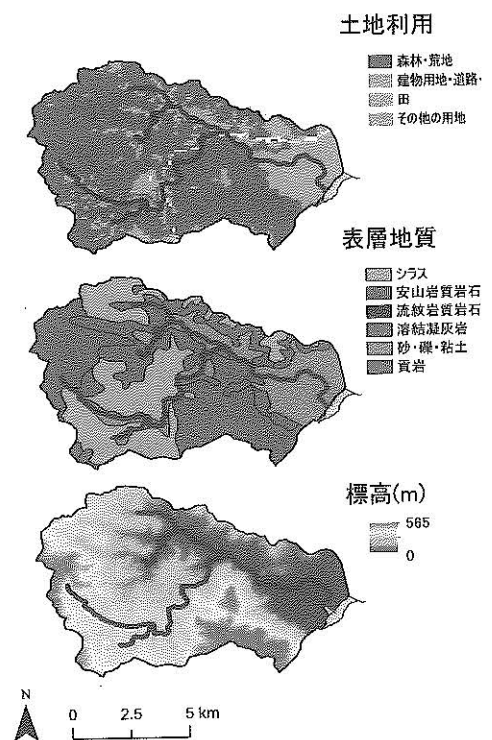 土地利用
森林・荒地
建物用地・道路・
田
その他の用地
表層地質
シラス
安山岩質岩石
流紋岩質岩石
溶結凝灰岩
砂・礫・粘土
頁岩
標高(m)
565
0
N
0 2.5 5 km